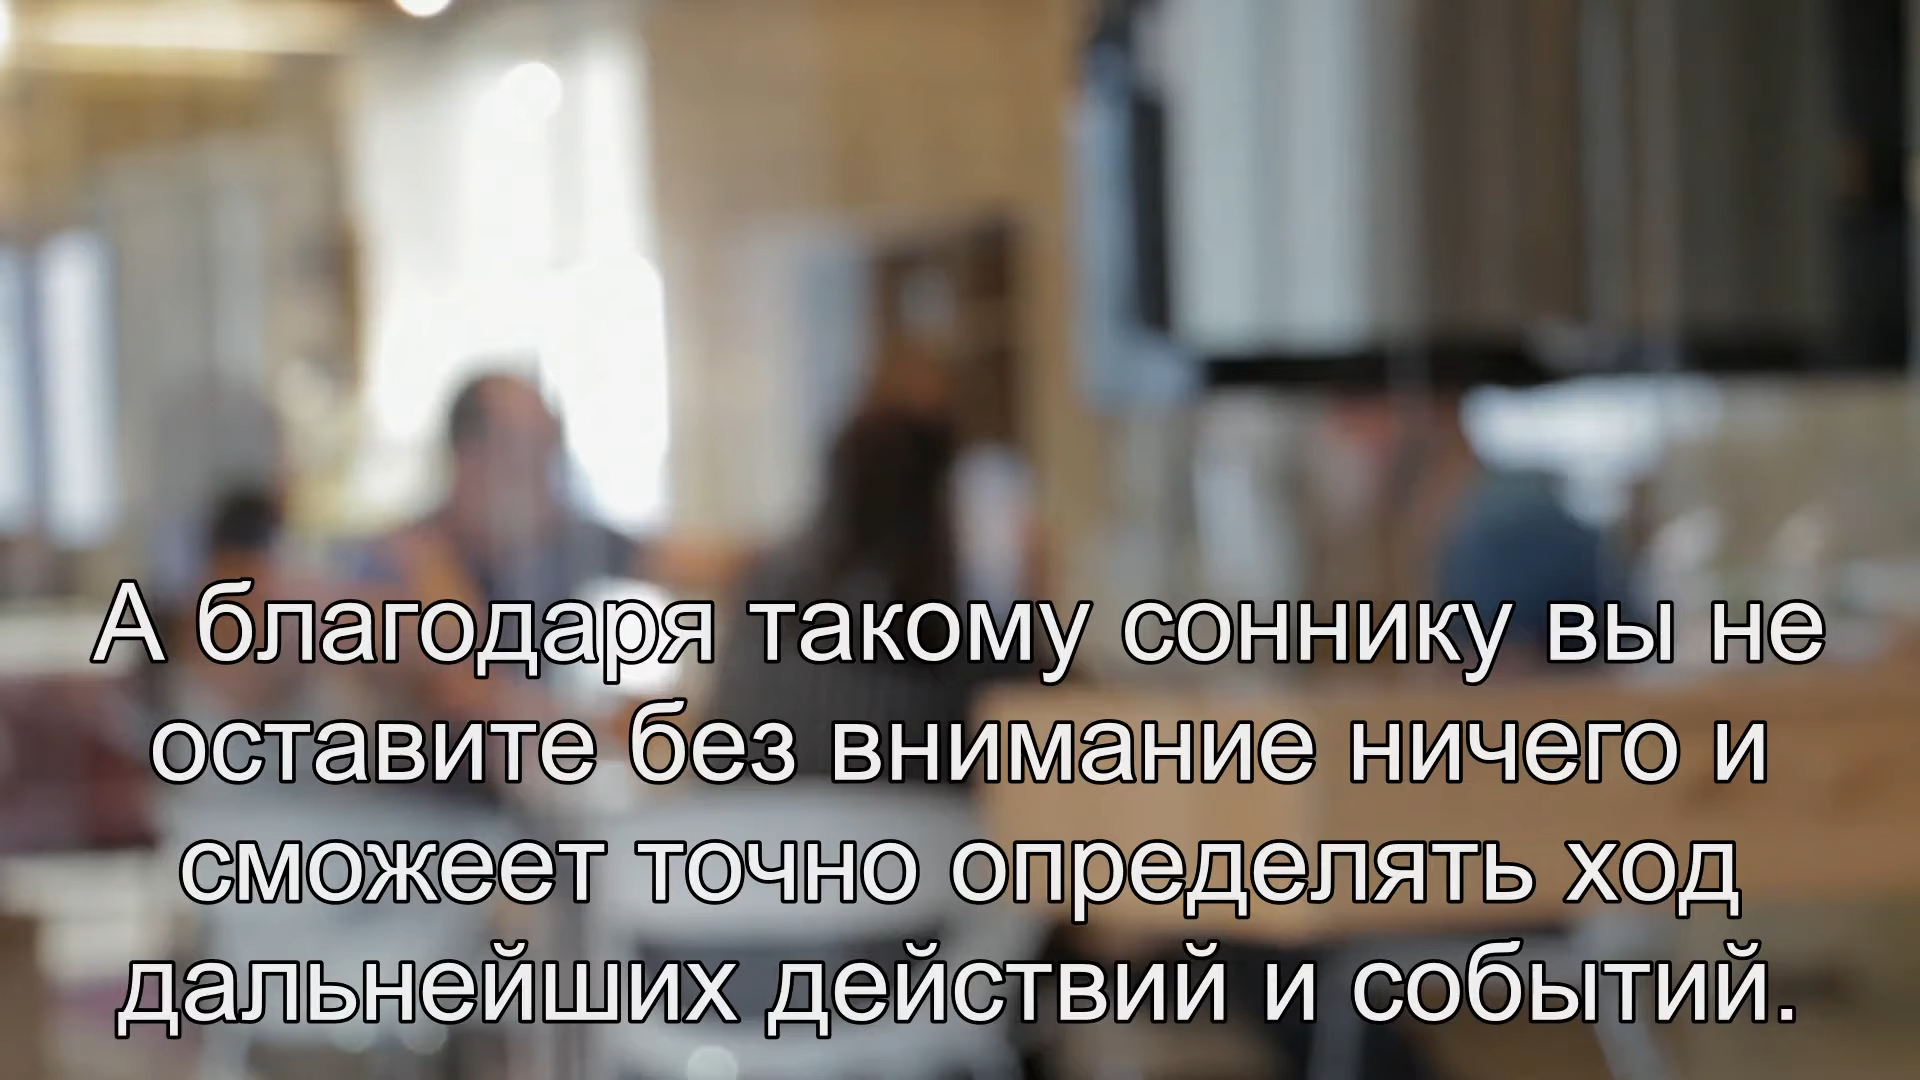 А благодаря такому соннику вы не
оставите без внимание ничего и
сможеет точно определять ход
дальнейших действий и событий.